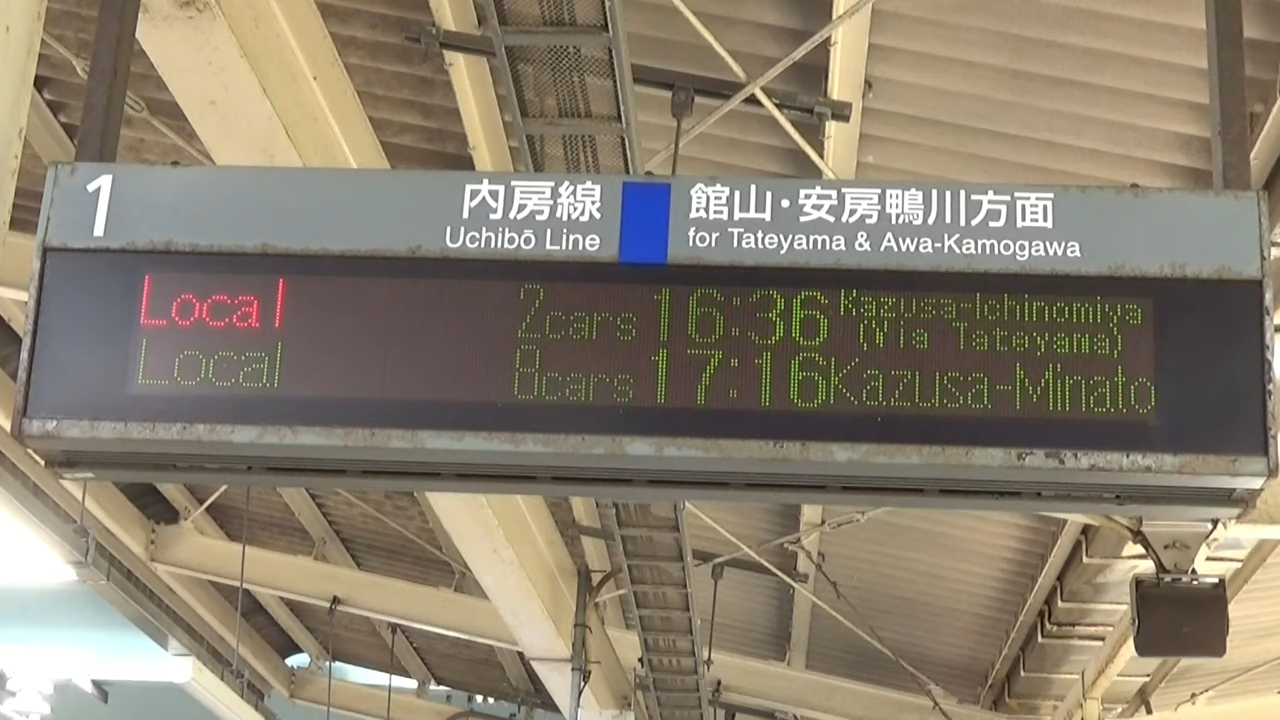 1 内房線 館山・安房鴨川方面
Uchibō Line for Tateyama & Awa-Kamogawa
Local 2cars 16:36 Kazusa-Ichinomiya
(Via Tateyama)
Local 8cars 17:16 Kazusa-Minato